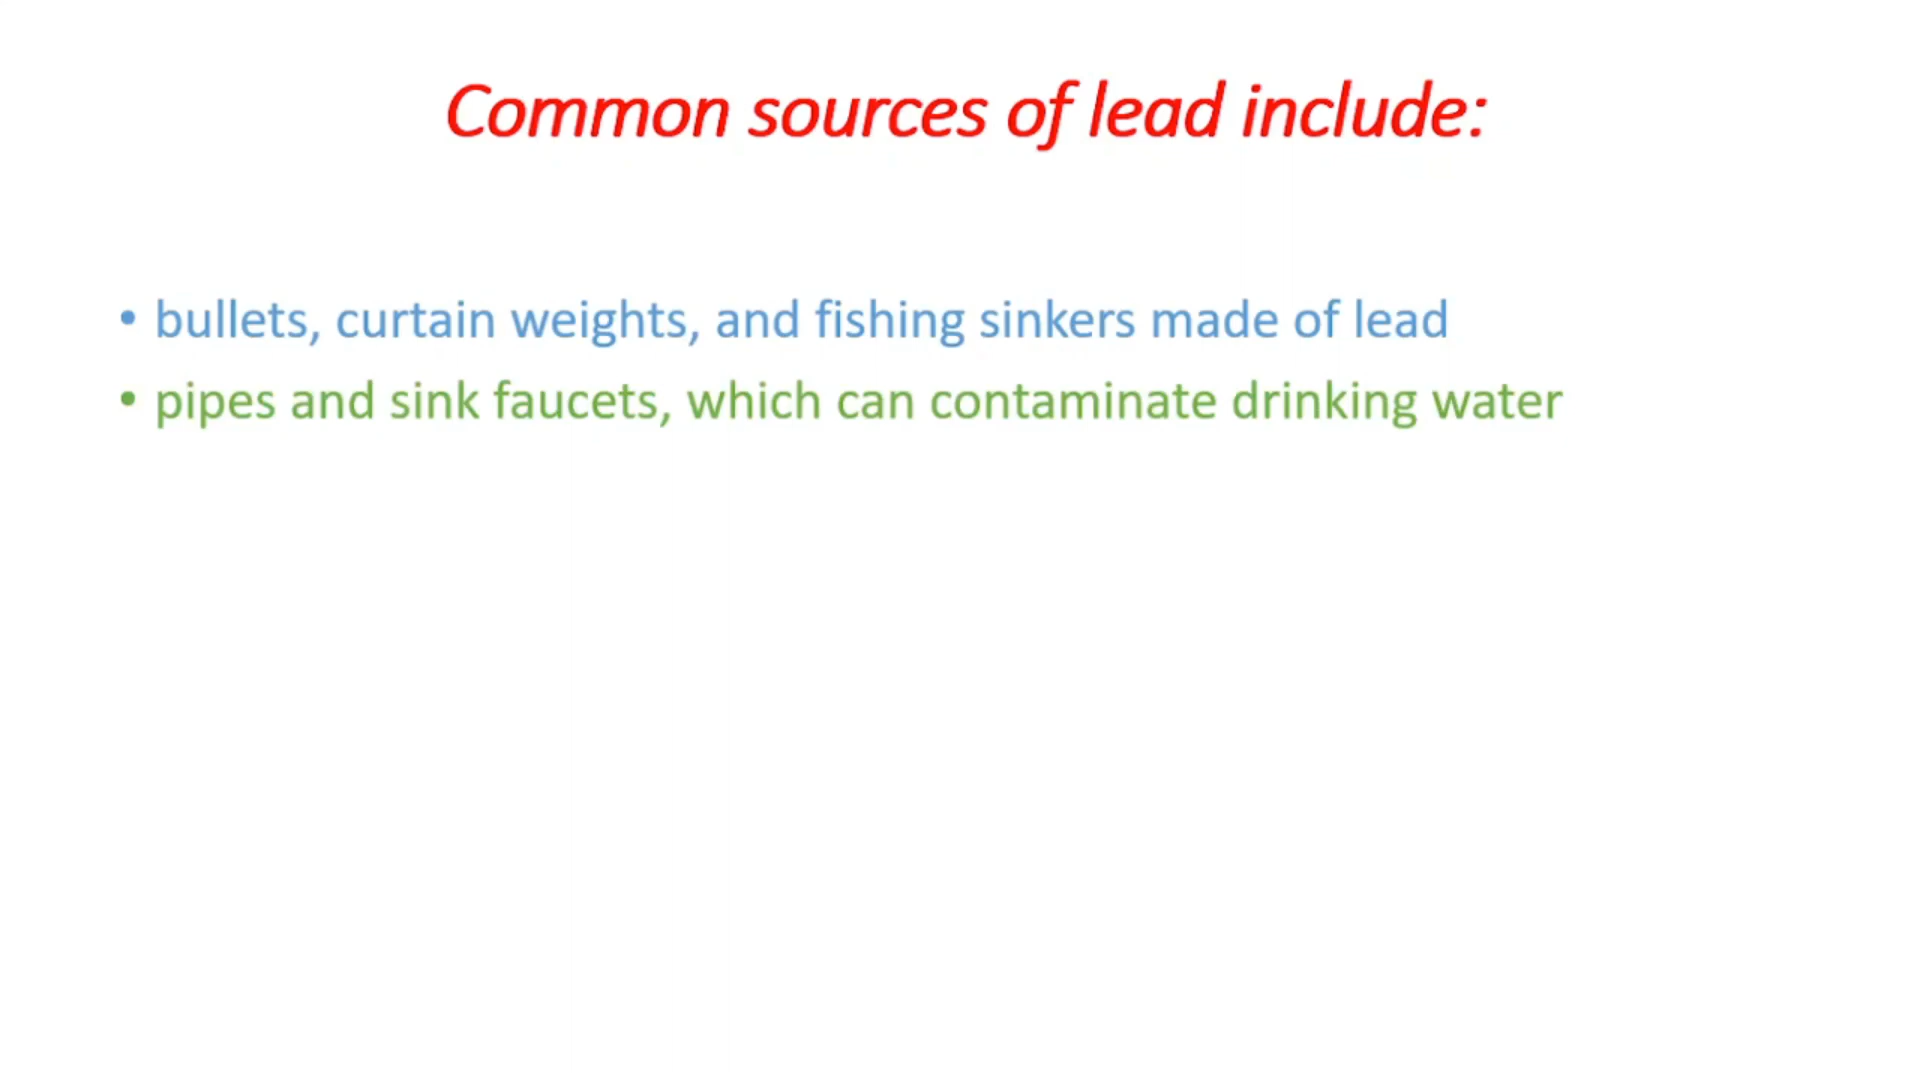 Common sources of lead include:
• bullets, curtain weights, and fishing sinkers made of lead
• pipes and sink faucets, which can contaminate drinking water